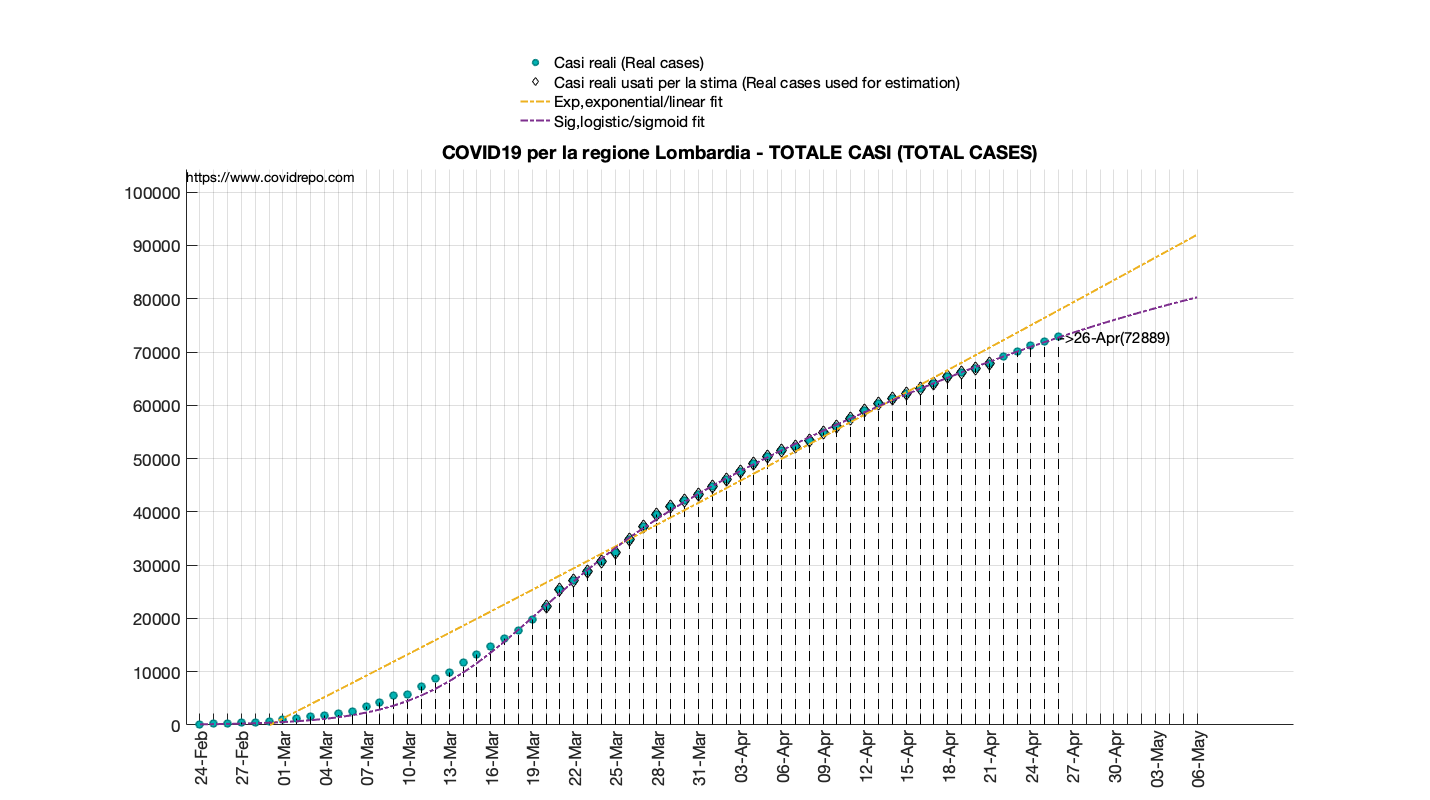 Casi reali (Real cases)
Casi reali usati per la stima (Real cases used for estimation)
Exp,exponential/linear fit
Sig,logistic/sigmoid fit
COVID19 per la regione Lombardia - TOTALE CASI (TOTAL CASES)
https://www.covidrepo.com
100000
90000
80000
70000
60000
50000
40000
30000
20000
10000
0
->26-Apr(72889)
24-Feb
27-Feb
01-Mar
04-Mar
07-Mar
10-Mar
13-Mar
16-Mar
19-Mar
22-Mar
25-Mar
28-Mar
31-Mar
03-Apr
06-Apr
09-Apr
12-Apr
15-Apr
18-Apr
21-Apr
24-Apr
27-Apr
30-Apr
03-May
06-May